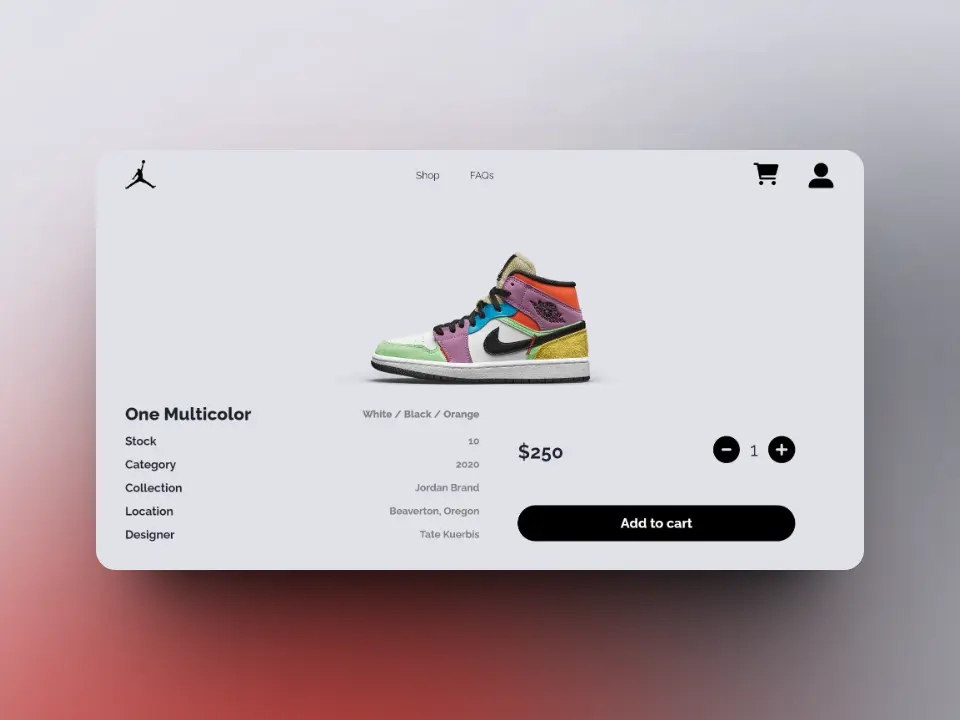 Shop FAQs
One Multicolor White / Black / Orange
Stock 10
Category 2020
Collection Jordan Brand
Location Beaverton, Oregon
Designer Tate Kuerbis
$250
1
Add to cart